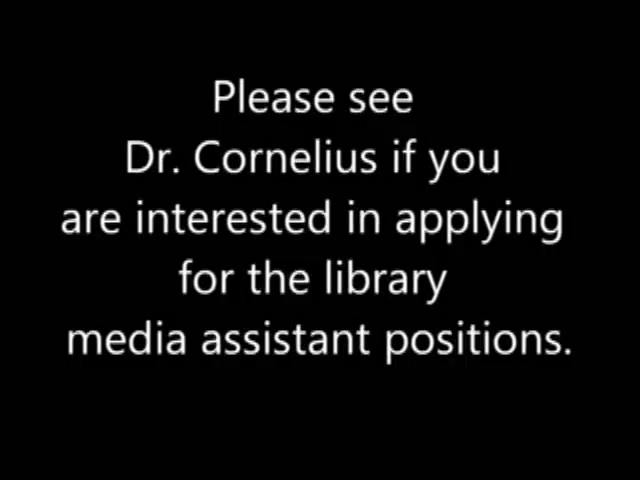 Please see
Dr. Cornelius if you
are interested in applying
for the library
media assistant positions.